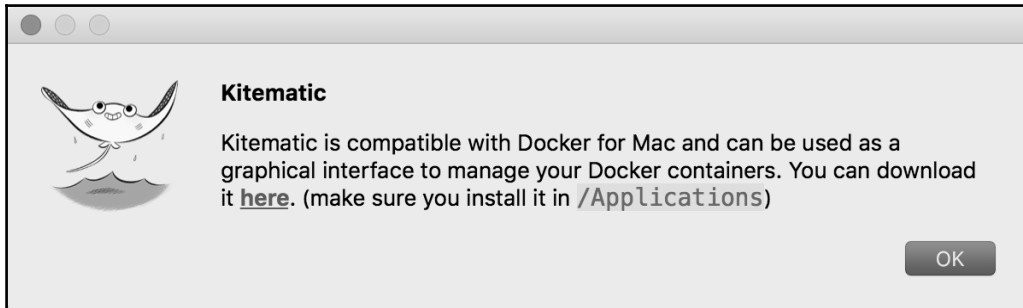 Kitematic
Kitematic is compatible with Docker for Mac and can be used as a
graphical interface to manage your Docker containers. You can download
it here. (make sure you install it in /Applications)
OK